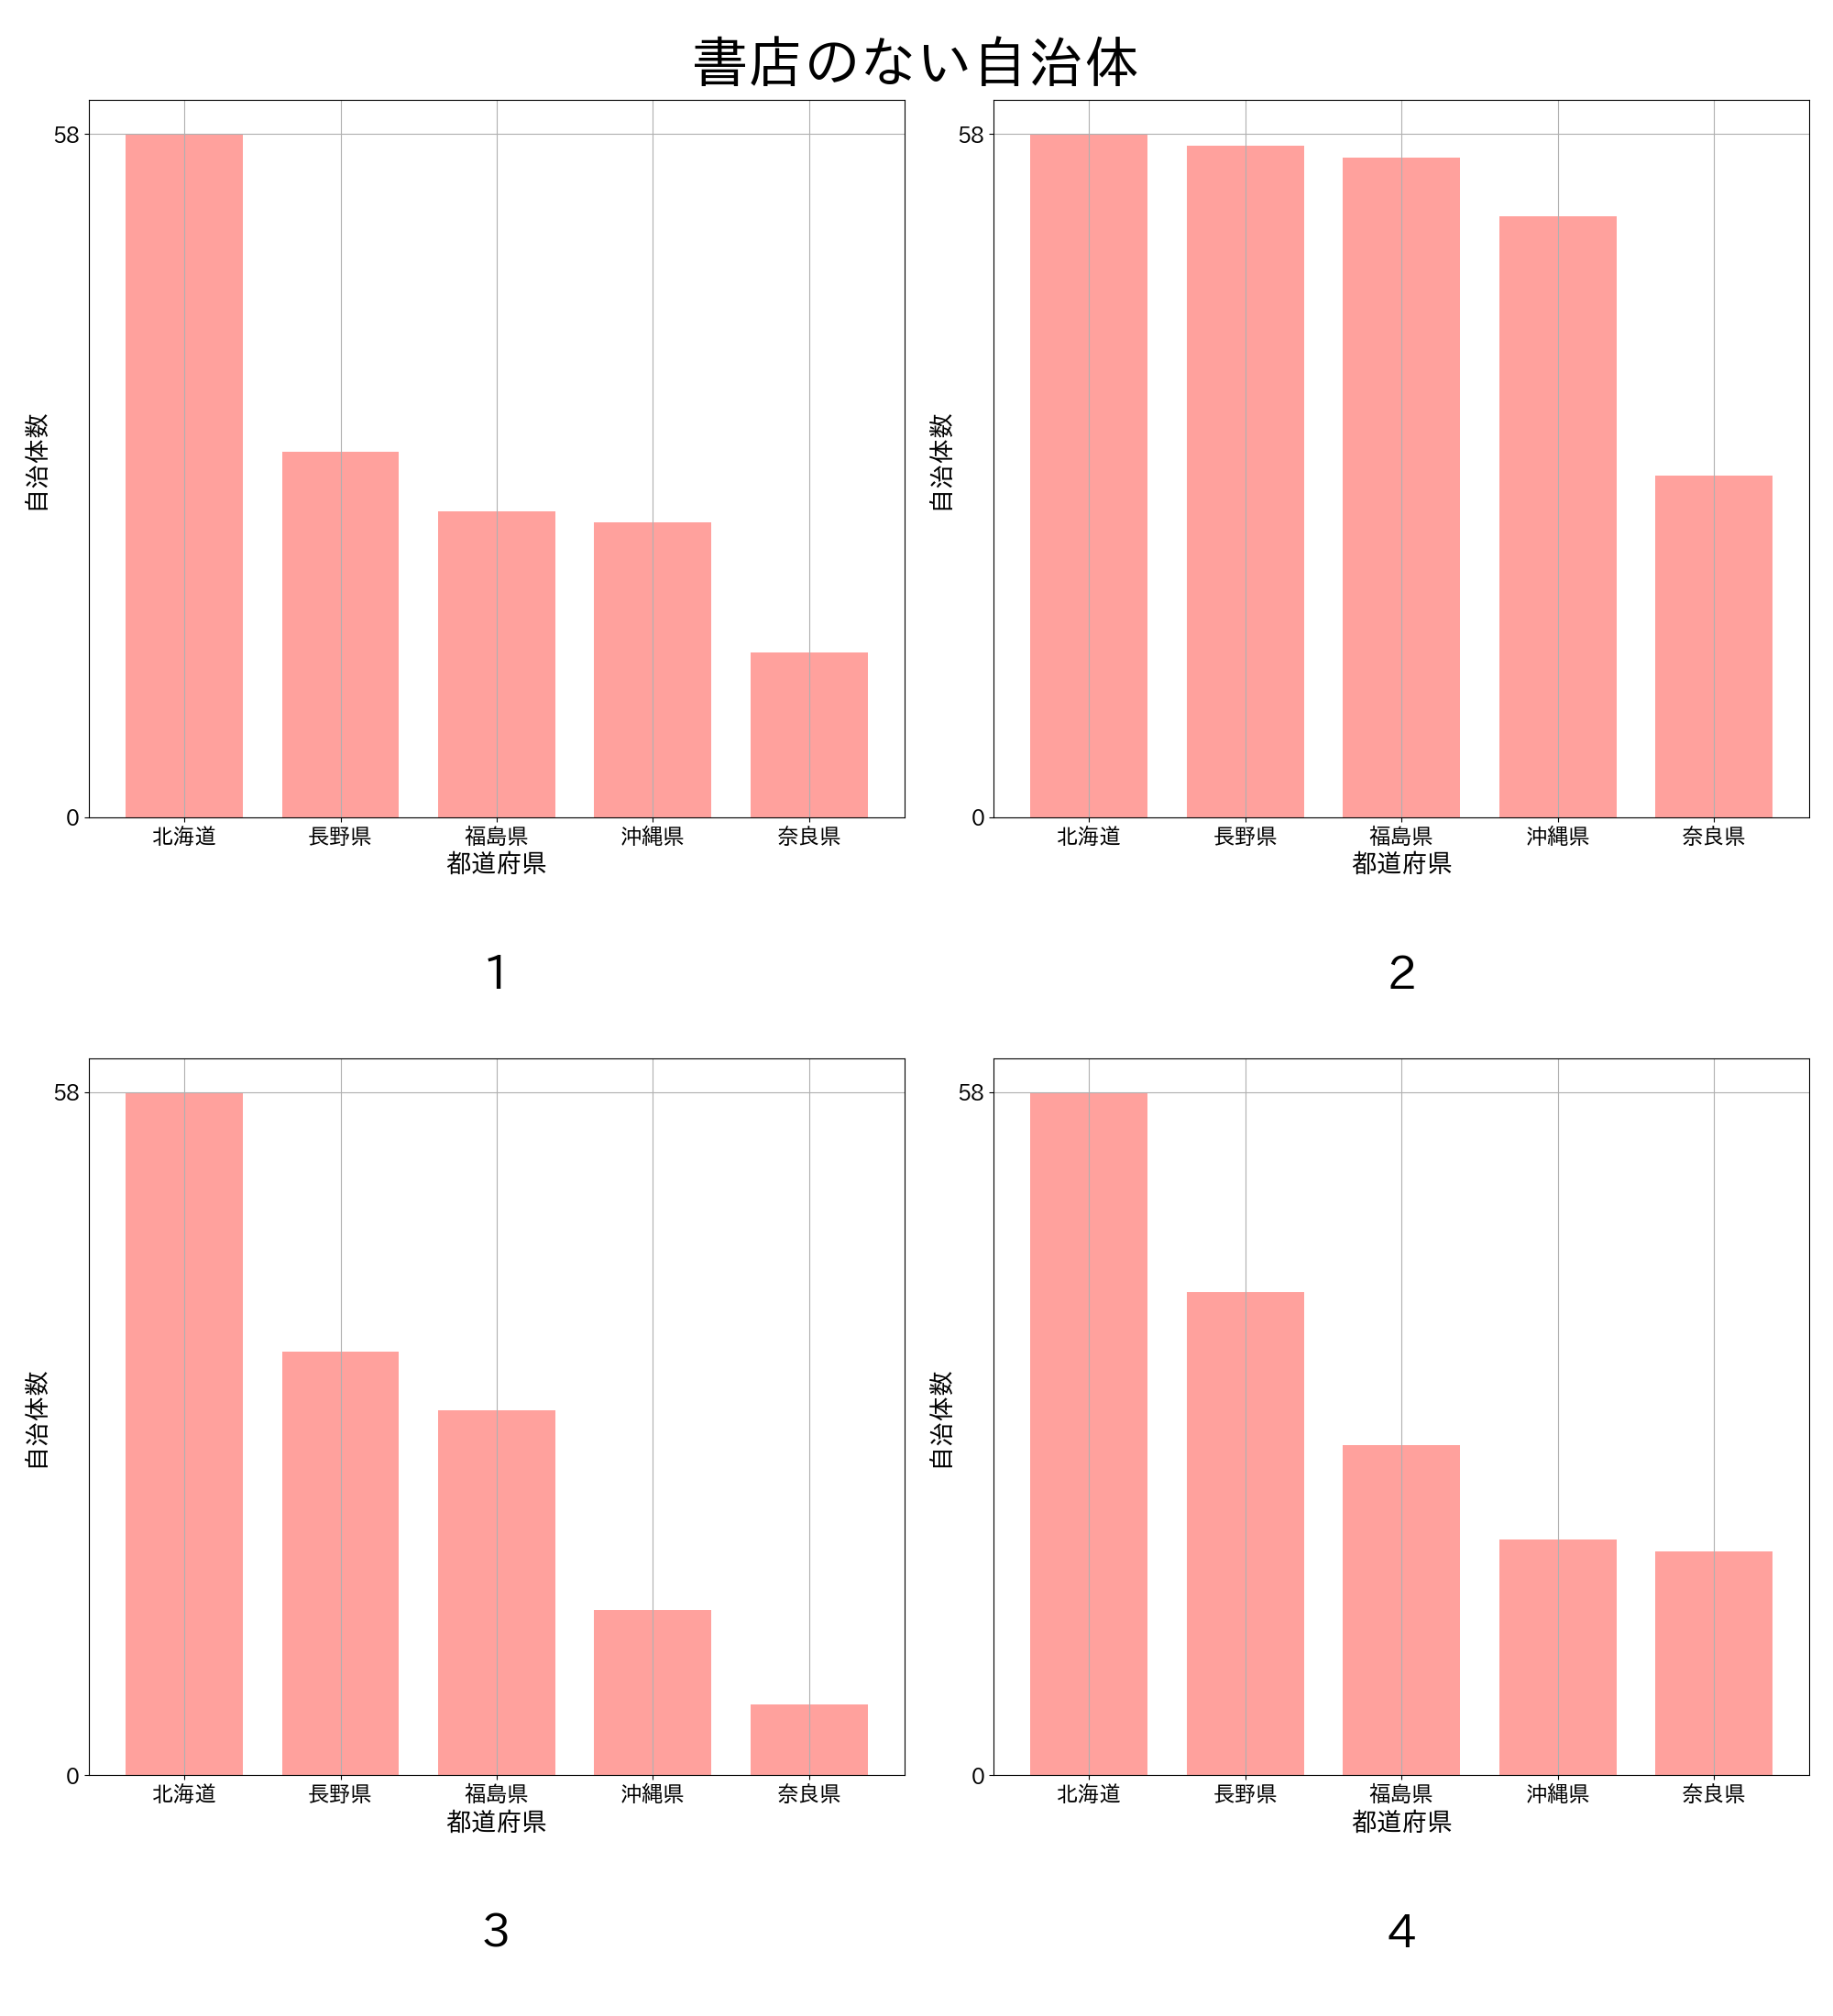 書店のない自治体
58
0
自治体数
北海道 長野県 福島県 沖縄県 奈良県
都道府県
1
58
0
自治体数
北海道 長野県 福島県 沖縄県 奈良県
都道府県
2
58
0
自治体数
北海道 長野県 福島県 沖縄県 奈良県
都道府県
3
58
0
自治体数
北海道 長野県 福島県 沖縄県 奈良県
都道府県
4